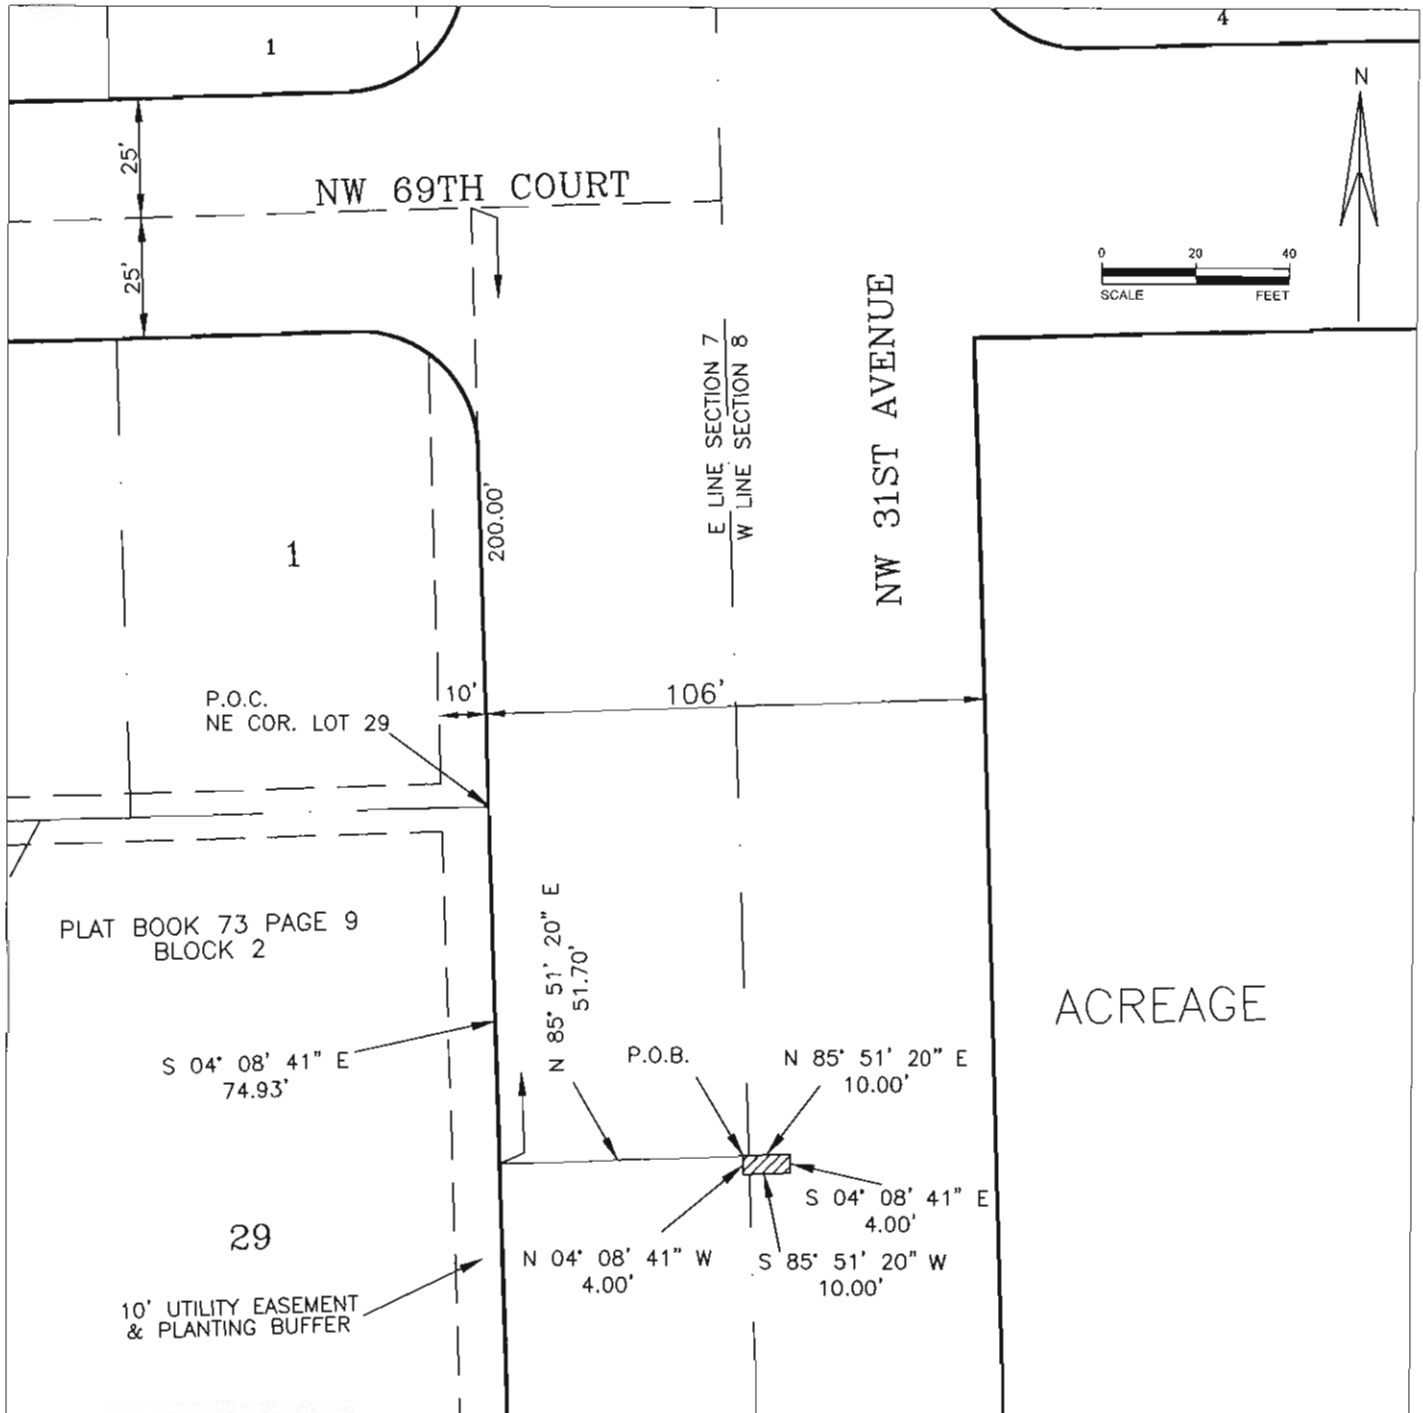 1
4
N
25'
NW 69TH COURT
25'
0 20 40
SCALE FEET
NW 31ST AVENUE
E LINE SECTION 7
W LINE SECTION 8
200.00'
1
P.O.C.
NE COR. LOT 29
10'
106'
PLAT BOOK 73 PAGE 9
BLOCK 2
N 85° 51' 20" E
51.70'
ACREAGE
S 04° 08' 41" E
74.93'
P.O.B.
N 85° 51' 20" E
10.00'
S 04° 08' 41" E
4.00'
29
N 04° 08' 41" W
4.00'
S 85° 51' 20" W
10.00'
10' UTILITY EASEMENT
& PLANTING BUFFER